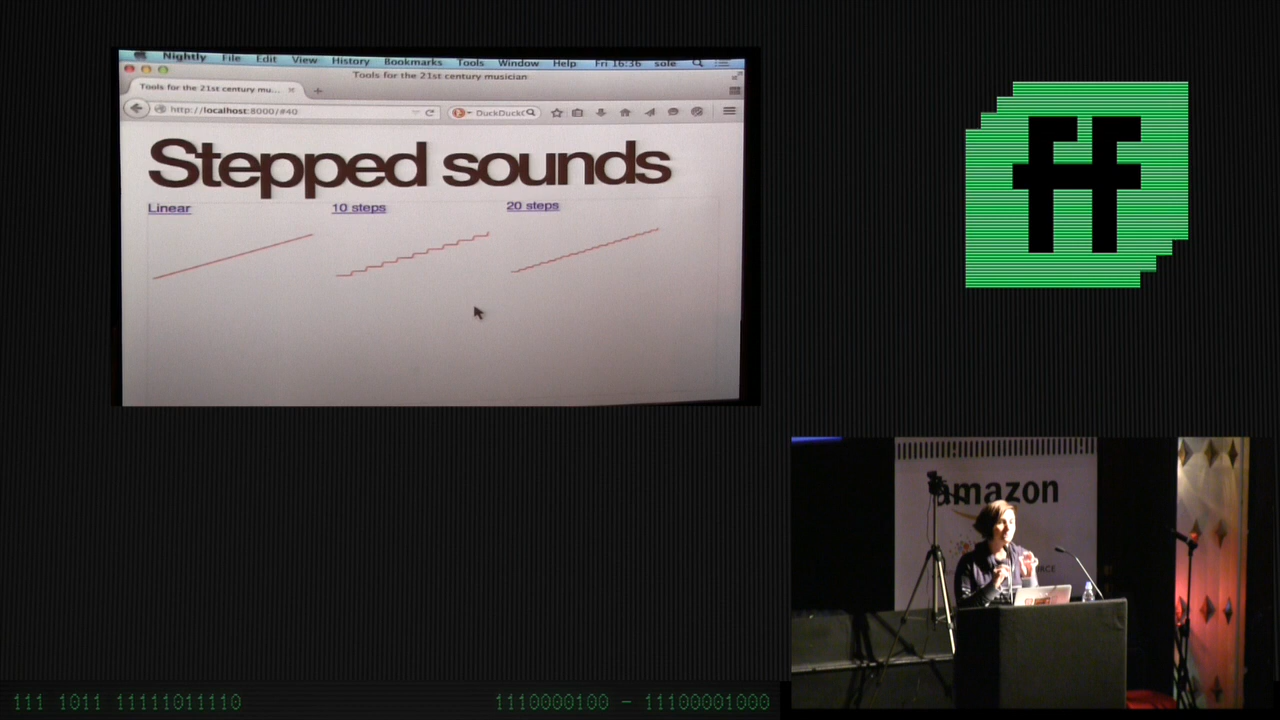 Nightly File Edit View History Bookmarks Tools Window Help Fri 16:36 sole
Tools for the 21st century musician
Tools for the 21st century mu...
http://localhost:8000/#40
DuckDuckG
Stepped sounds
Linear 10 steps 20 steps
ff
amazon
111 1011 11111011110
1110000100 - 11100001000